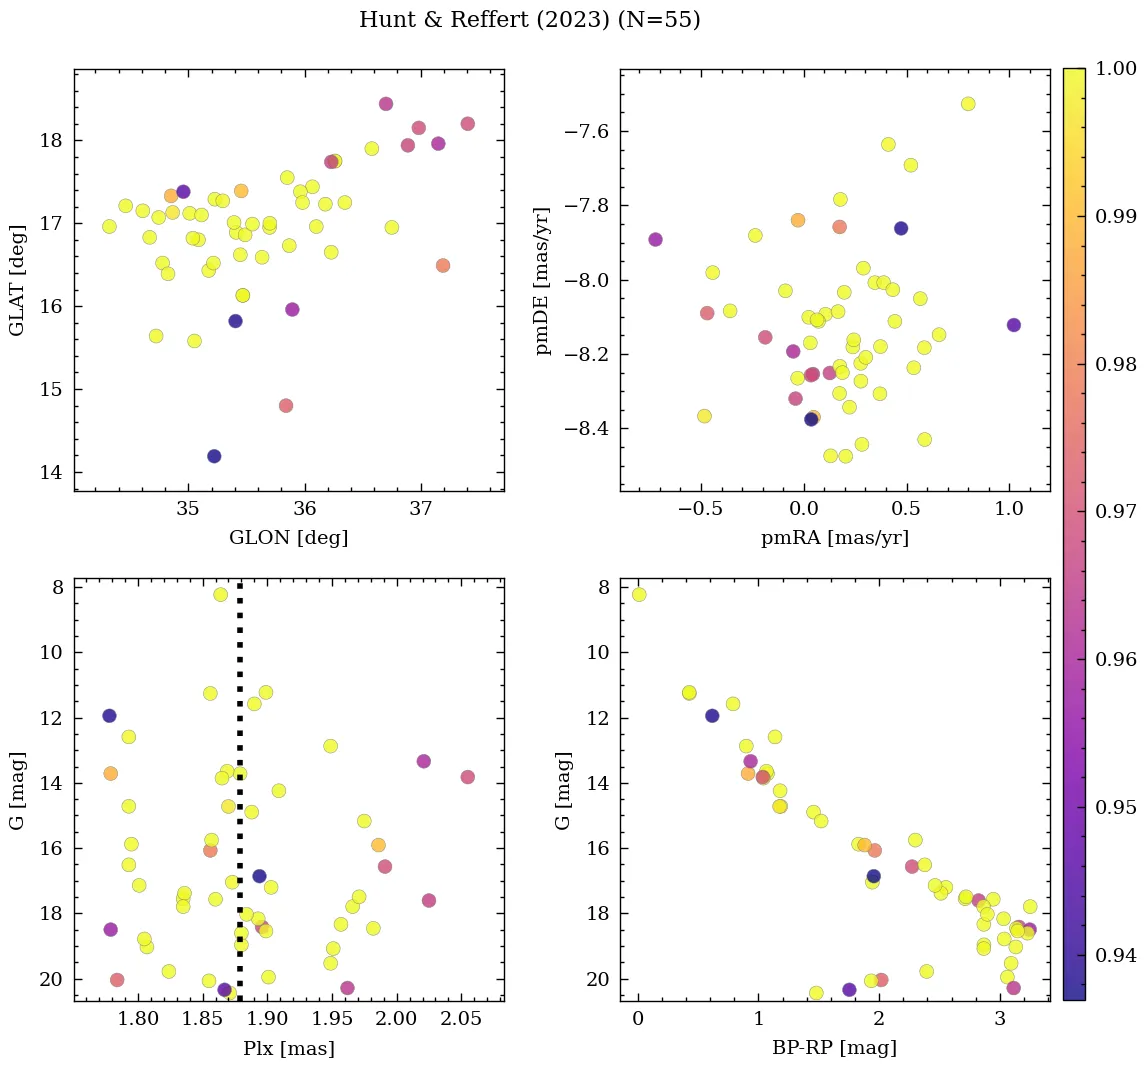 Hunt & Reffert (2023) (N=55)
18
17
16
15
14
GLAT [deg]
35 36 37
GLON [deg]
−7.6
−7.8
−8.0
−8.2
−8.4
pmDE [mas/yr]
−0.5 0.0 0.5 1.0
pmRA [mas/yr]
8
10
12
14
16
18
20
G [mag]
1.80 1.85 1.90 1.95 2.00 2.05
Plx [mas]
8
10
12
14
16
18
20
G [mag]
0 1 2 3
BP-RP [mag]
1.00
0.99
0.98
0.97
0.96
0.95
0.94